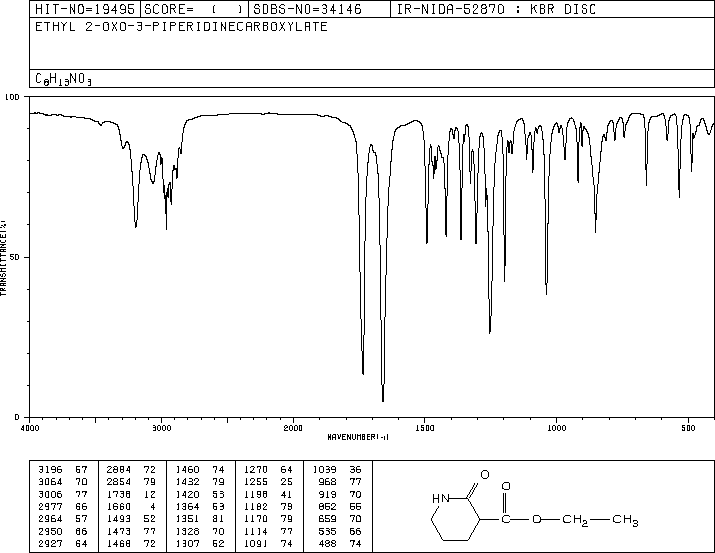 HIT-NO=19495 SCORE= ( ) SDBS-NO=34146 IR-NIDA-52870 : KBR DISC
ETHYL 2-OXO-3-PIPERIDINECARBOXYLATE
C8H13NO3
100
50
0
TRANSMITTANCE(%)
4000 3000 2000 1500 1000 500
WAVENUMBER(-1)
3196 57 2884 72 1460 74 1270 64 1039 36
3064 70 2854 79 1432 79 1255 25 968 77
3006 77 1738 12 1420 53 1198 41 919 70
2977 66 1660 4 1364 53 1182 79 852 55
2964 57 1493 52 1351 81 1170 79 659 70
2950 66 1473 77 1328 70 1114 77 535 66
2927 64 1468 72 1307 52 1091 74 488 74
O
O
HN
C O CH2 CH3